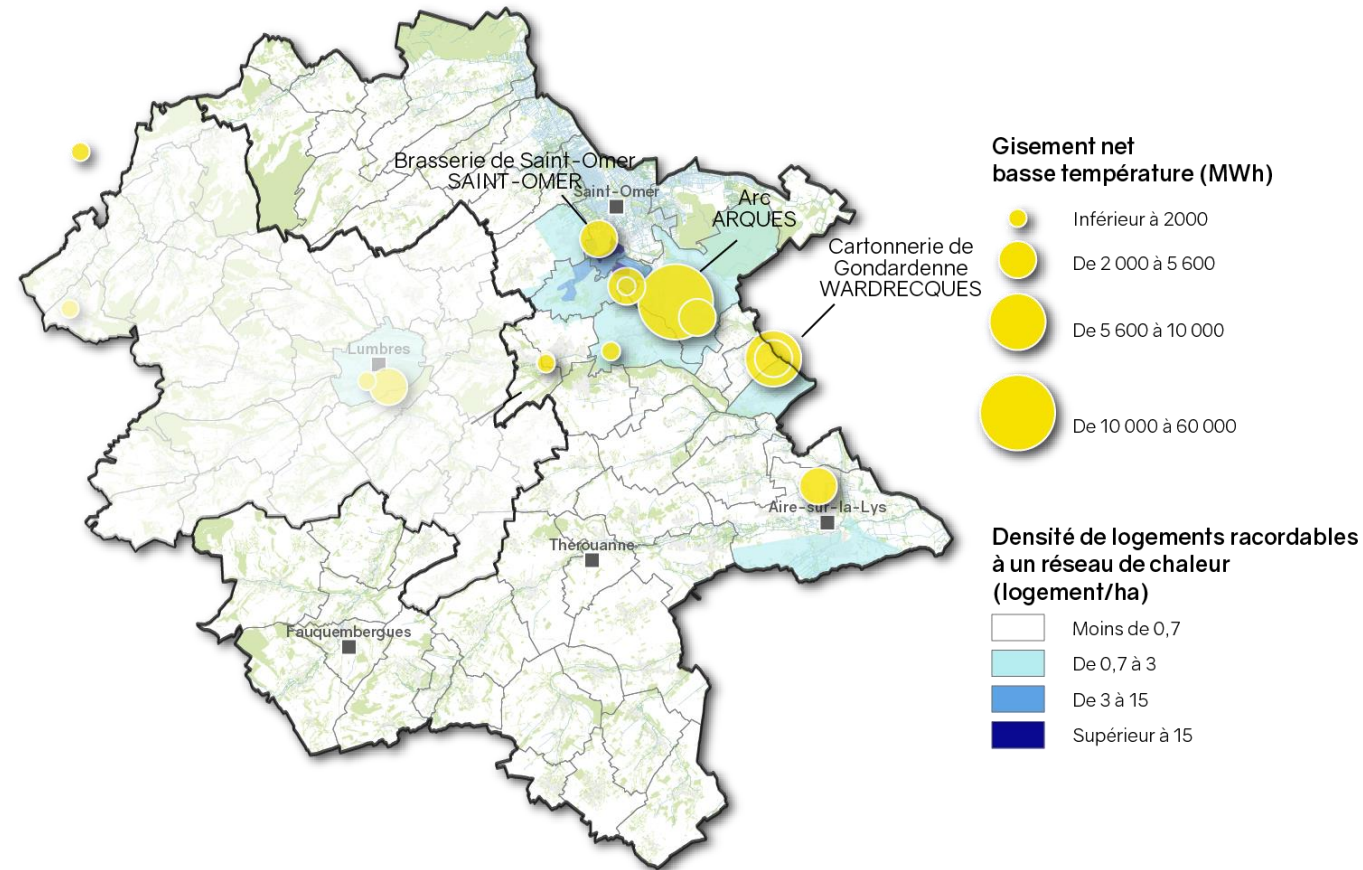 Brasserie de Saint-Omer
SAINT-OMER
Saint-Omer
Arc
ARQUES
Cartonnerie de
Gondardenne
WARDRECQUES
Lumbres
Aire-sur-la-Lys
Thérouanne
Fauquembergues
Gisement net
basse température (MWh)
Inférieur à 2000
De 2 000 à 5 600
De 5 600 à 10 000
De 10 000 à 60 000
Densité de logements racordables
à un réseau de chaleur
(logement/ha)
Moins de 0,7
De 0,7 à 3
De 3 à 15
Supérieur à 15